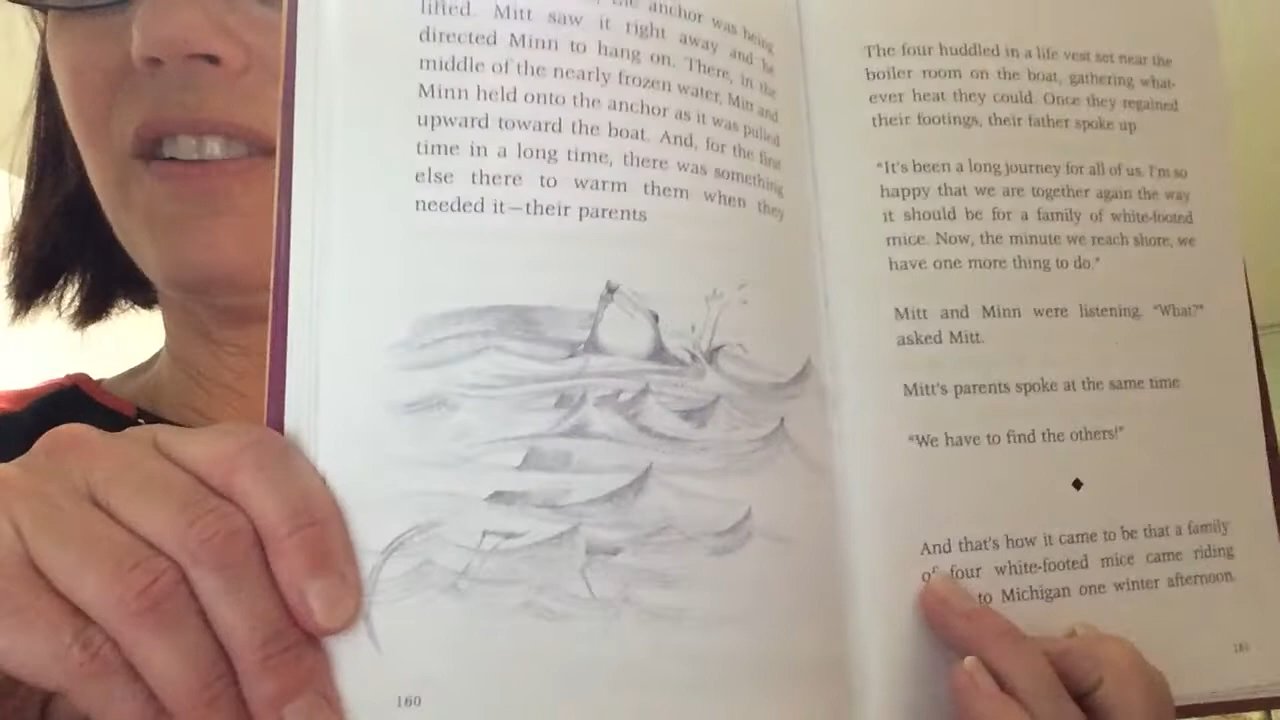 anchor was being
lifted. Mitt saw it right away and he
directed Minn to hang on. There, in the
middle of the nearly frozen water, Mitt and
Minn held onto the anchor as it was pulled
upward toward the boat. And, for the first
time in a long time, there was something
else there to warm them when they
needed it—their parents
160
The four huddled in a life vest set near the
boiler room on the boat, gathering what-
ever heat they could. Once they regained
their footings, their father spoke up
"It's been a long journey for all of us. I'm so
happy that we are together again the way
it should be for a family of white-footed
mice. Now, the minute we reach shore, we
have one more thing to do."
Mitt and Minn were listening. "What?"
asked Mitt.
Mitt's parents spoke at the same time
"We have to find the others!"
And that's how it came to be that a family
of four white-footed mice came riding
to Michigan one winter afternoon.
161